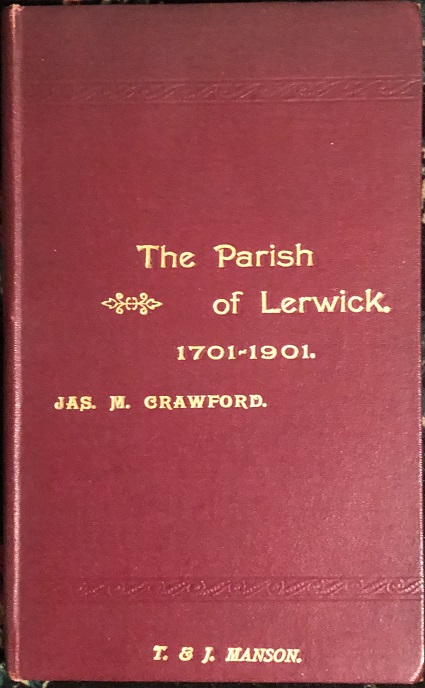 The Parish
of Lerwick.
1701-1901.
JAS. M. CRAWFORD.
T. & J. MANSON.